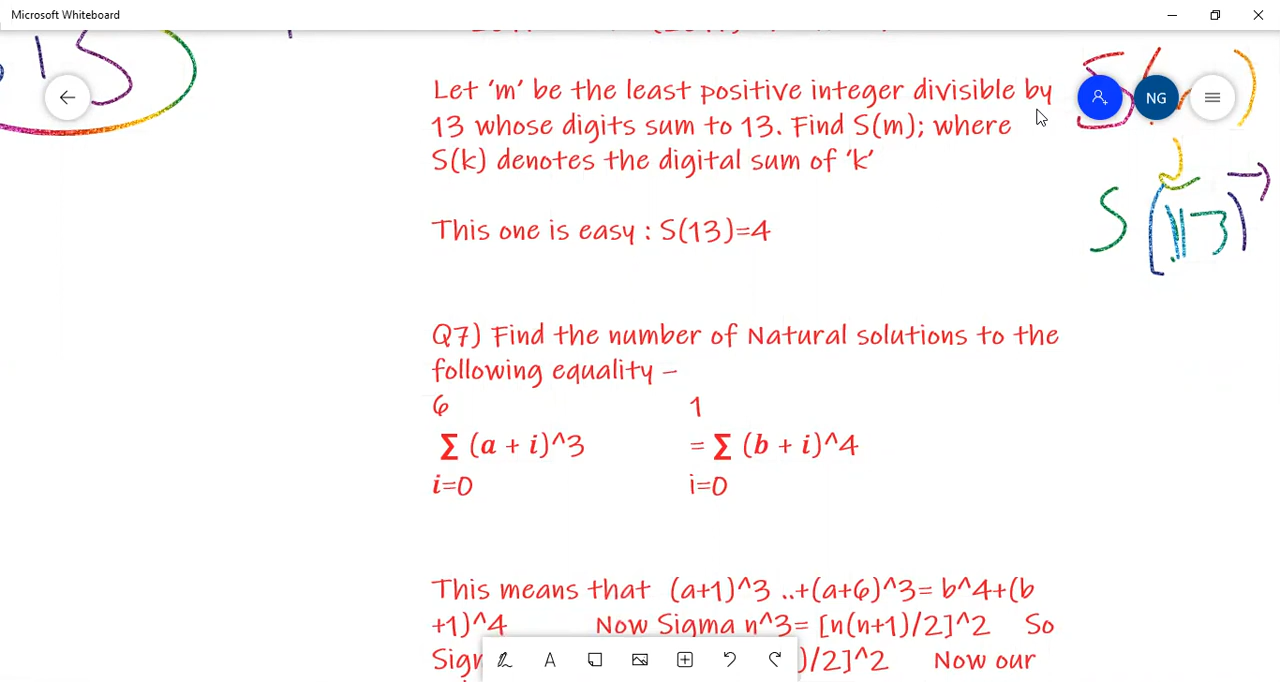 Microsoft Whiteboard
Let ‘m’ be the least positive integer divisible by
13 whose digits sum to 13. Find S(m); where
S(k) denotes the digital sum of ‘k’
NG
S(113)
This one is easy : S(13)=4
Q7) Find the number of Natural solutions to the
following equality –
6 1
Σ (a + i)^3 = Σ (b + i)^4
i=0 i=0
This means that (a+1)^3 ..+(a+6)^3= b^4+(b
+1)^4 Now Sigma n^3= [n(n+1)/2]^2 So
)/2]^2 Now our